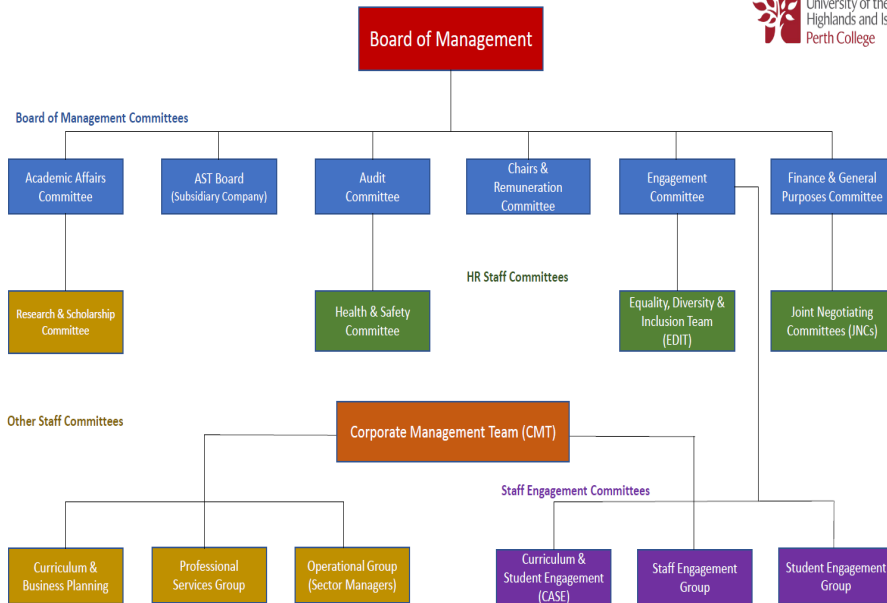 University of the
Highlands and Is
Perth College
Board of Management
Board of Management Committees
Academic Affairs
Committee
AST Board
(Subsidiary Company)
Audit
Committee
Chairs &
Remuneration
Committee
Engagement
Committee
Finance & General
Purposes Committee
HR Staff Committees
Research & Scholarship
Committee
Health & Safety
Committee
Equality, Diversity &
Inclusion Team
(EDIT)
Joint Negotiating
Committees (JNCs)
Other Staff Committees
Corporate Management Team (CMT)
Staff Engagement Committees
Curriculum &
Business Planning
Professional
Services Group
Operational Group
(Sector Managers)
Curriculum &
Student Engagement
(CASE)
Staff Engagement
Group
Student Engagement
Group